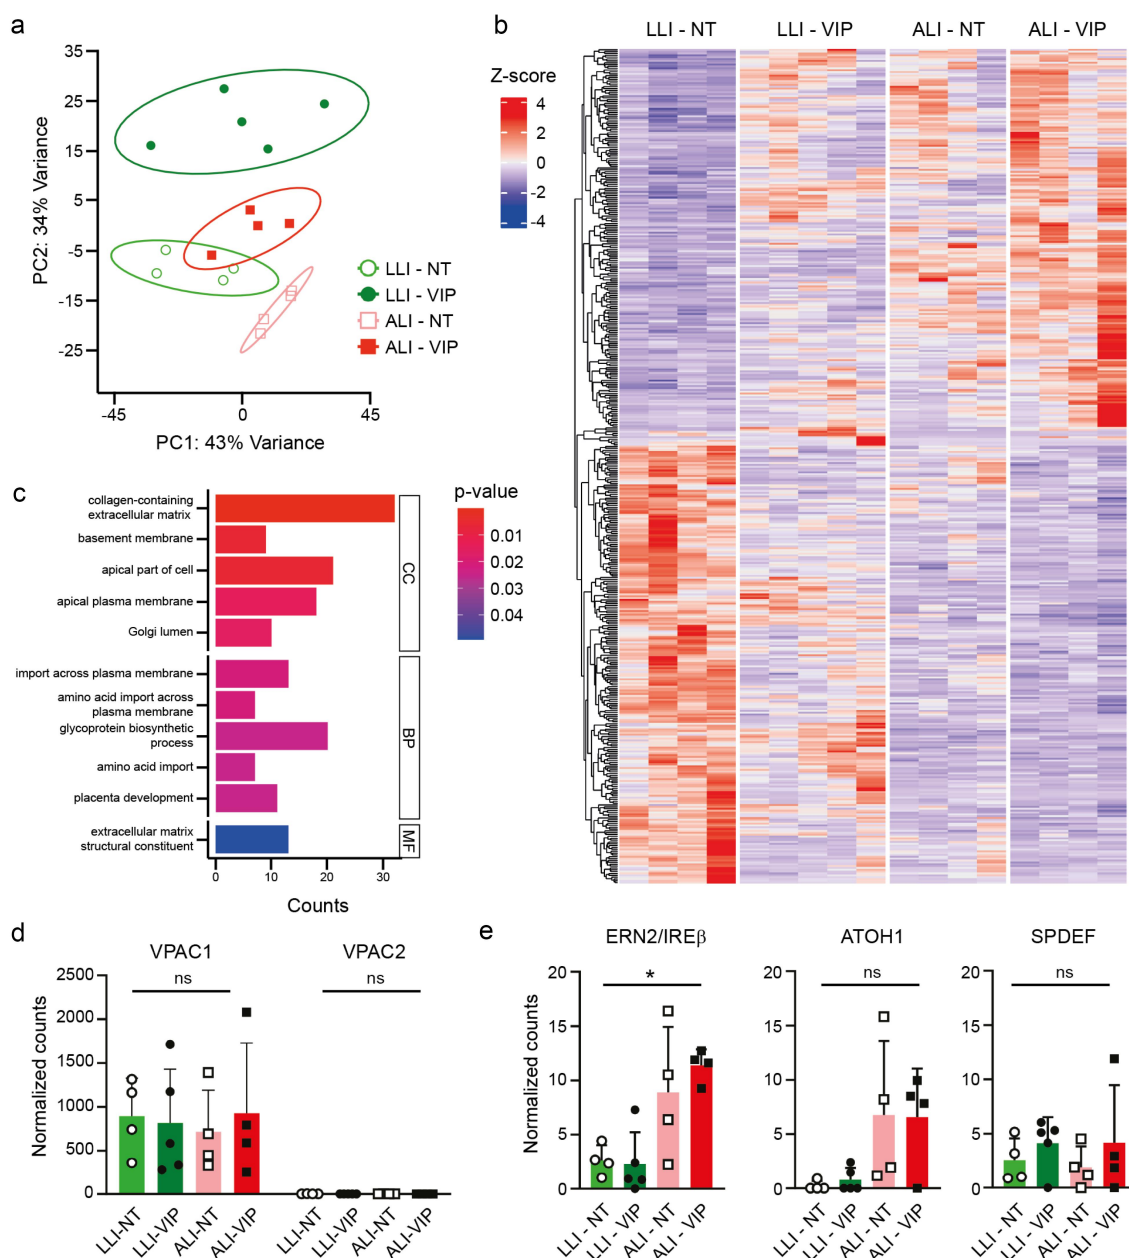 a
35
25
15
5
-5
-15
-25
PC2: 34% Variance
-45
0
45
PC1: 43% Variance
LLI - NT
LLI - VIP
ALI - NT
ALI - VIP
b
LLI - NT
LLI - VIP
ALI - NT
ALI - VIP
Z-score
4
2
0
-2
-4
c
collagen-containing
extracellular matrix
basement membrane
apical part of cell
apical plasma membrane
Golgi lumen
import across plasma membrane
amino acid import across
plasma membrane
glycoprotein biosynthetic
process
amino acid import
placenta development
extracellular matrix
structural constituent
CC
BP
MF
0
10
20
30
Counts
p-value
0.01
0.02
0.03
0.04
d
VPAC1
VPAC2
ns
ns
2500
2000
1500
1000
500
0
Normalized counts
LLI-NT
LLI-VIP
ALI-NT
ALI-VIP
LLI-NT
LLI-VIP
ALI-NT
ALI-VIP
e
ERN2/IREβ
*
20
15
10
5
0
Normalized counts
LLI - NT
LLI - VIP
ALI - NT
ALI - VIP
ATOH1
ns
20
15
10
5
0
LLI - NT
LLI - VIP
ALI - NT
ALI - VIP
SPDEF
ns
20
15
10
5
0
LLI - NT
LLI - VIP
ALI - NT
ALI - VIP